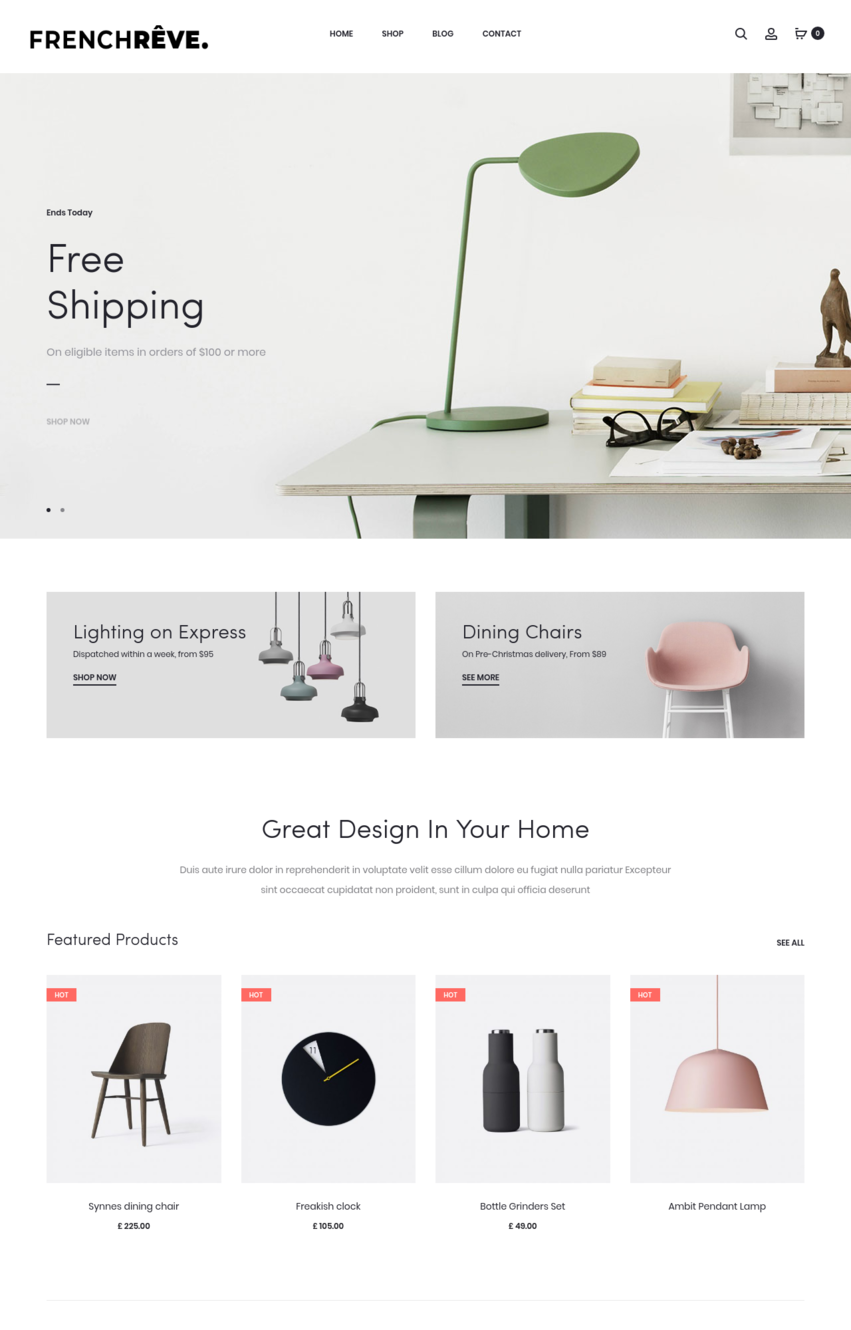 FRENCHRÊVE.
HOME SHOP BLOG CONTACT
0
Ends Today
Free
Shipping
On eligible items in orders of $100 or more
SHOP NOW
Lighting on Express
Dispatched within a week, from $95
SHOP NOW
Dining Chairs
On Pre-Christmas delivery, From $89
SEE MORE
Great Design In Your Home
Duis aute irure dolor in reprehenderit in voluptate velit esse cillum dolore eu fugiat nulla pariatur Excepteur
sint occaecat cupidatat non proident, sunt in culpa qui officia deserunt
Featured Products
SEE ALL
HOT
HOT
11
HOT
HOT
Synnes dining chair
£ 225.00
Freakish clock
£ 105.00
Bottle Grinders Set
£ 49.00
Ambit Pendant Lamp